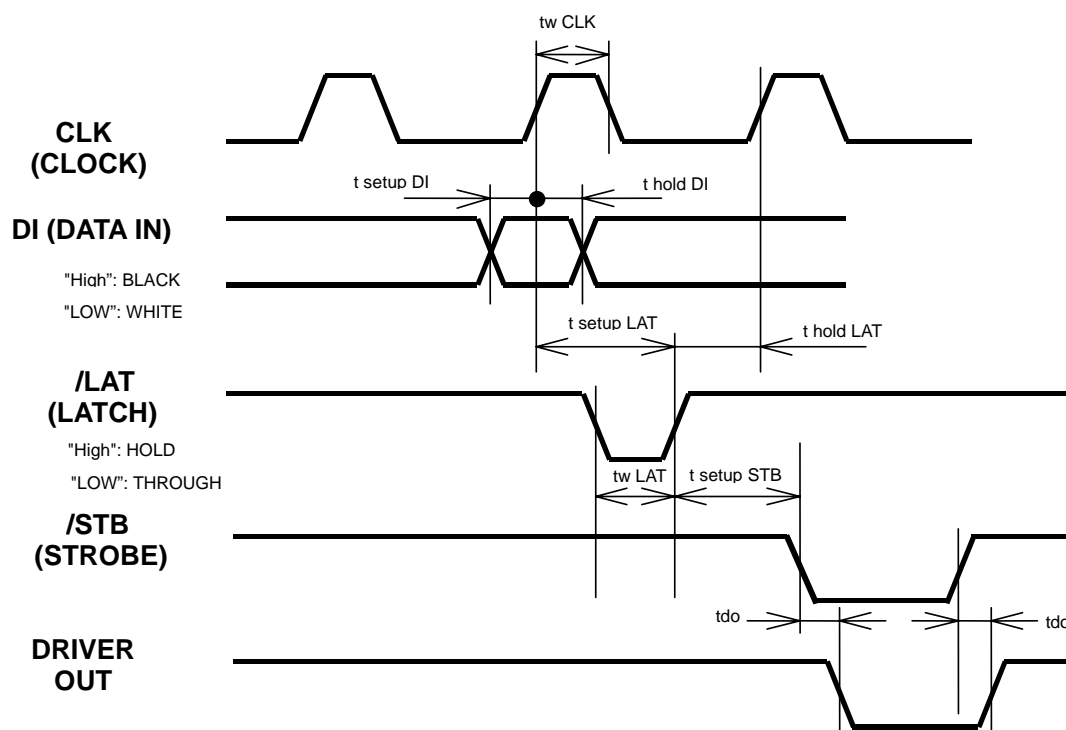 tw CLK
CLK
(CLOCK)
t setup DI
t hold DI
DI (DATA IN)
"High”: BLACK
"LOW”: WHITE
t setup LAT
t hold LAT
/LAT
(LATCH)
"High": HOLD
"LOW”: THROUGH
tw LAT
t setup STB
/STB
(STROBE)
tdo
tdo
DRIVER
OUT